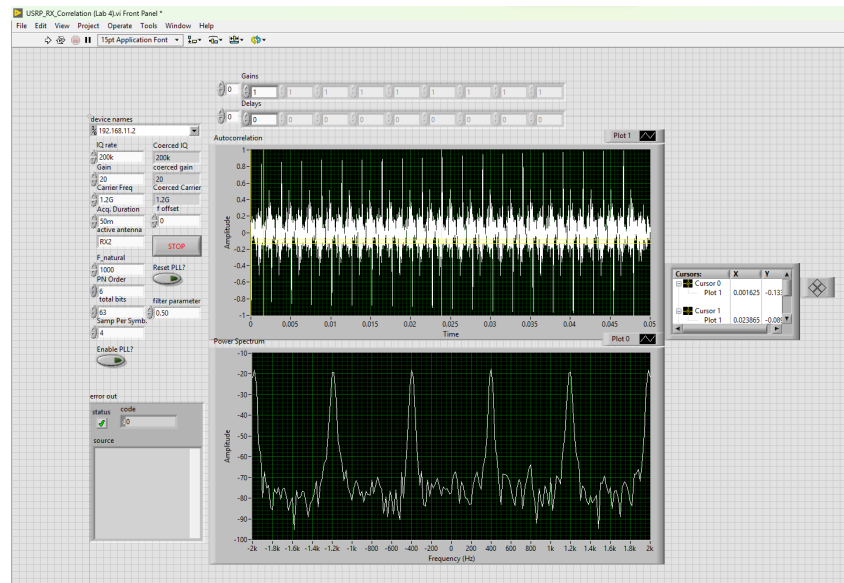 USRP_RX_Correlation (Lab 4).vi Front Panel *
File Edit View Project Operate Tools Window Help
15pt Application Font
Gains
0 1 1 1 1 1 1 1 1 1
Delays
0 0 0 0 0 0 0 0 0 0
device names
192.168.11.2
IQ rate Coerced IQ
200k 200k
Gain coerced gain
20 20
Carrier Freq Coerced Carrier
1.2G 1.2G
Acq. Duration f offset
50m 0
active antenna
RX2 STOP
F_natural
1000 Reset PLL?
PN Order
6
total bits filter parameter
63 0.50
Samp Per Symb.
4
Enable PLL?
error out
status code
0
source
Autocorrelation Plot 1
Amplitude
1-
0.8-
0.6-
0.4-
0.2-
0-
-0.2-
-0.4-
-0.6-
-0.8-
-1-
0 0.005 0.01 0.015 0.02 0.025 0.03 0.035 0.04 0.045 0.05
Time
Cursors: X Y
Cursor 0
Plot 1 0.001625
Cursor 1
Plot 1 0.023865
Power Spectrum Plot 0
Amplitude
-10-
-20-
-30-
-40-
-50-
-60-
-70-
-80-
-90-
-100-
-2k -1.8k -1.6k -1.4k -1.2k -1k -800 -600 -400 -200 0 200 400 600 800 1k 1.2k 1.4k 1.6k 1.8k 2k
Frequency (Hz)